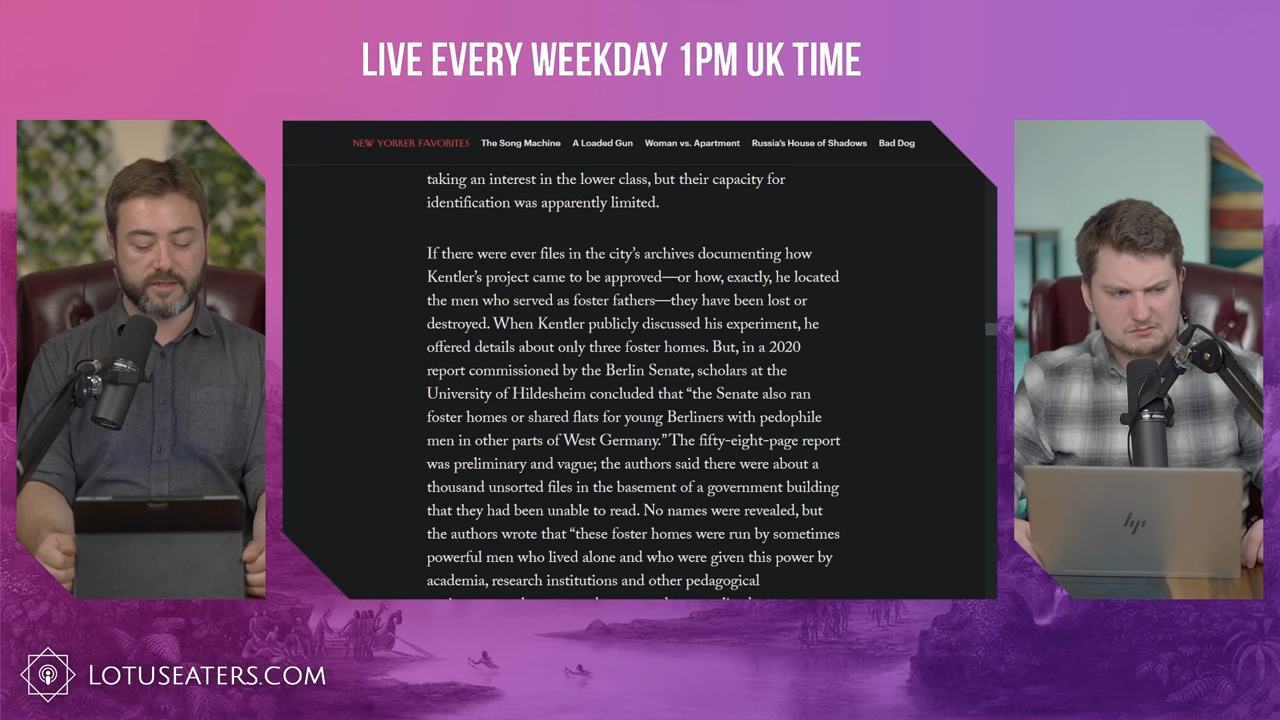 LIVE EVERY WEEKDAY 1PM UK TIME
NEW YORKER FAVORITES The Song Machine A Loaded Gun Woman vs. Apartment Russia's House of Shadows Bad Dog
taking an interest in the lower class, but their capacity for
identification was apparently limited.
If there were ever files in the city's archives documenting how
Kentler's project came to be approved—or how, exactly, he located
the men who served as foster fathers—they have been lost or
destroyed. When Kentler publicly discussed his experiment, he
offered details about only three foster homes. But, in a 2020
report commissioned by the Berlin Senate, scholars at the
University of Hildesheim concluded that “the Senate also ran
foster homes or shared flats for young Berliners with pedophile
men in other parts of West Germany.” The fifty-eight-page report
was preliminary and vague; the authors said there were about a
thousand unsorted files in the basement of a government building
that they had been unable to read. No names were revealed, but
the authors wrote that “these foster homes were run by sometimes
powerful men who lived alone and who were given this power by
academia, research institutions and other pedagogical
hp
LOTUSEATERS.COM